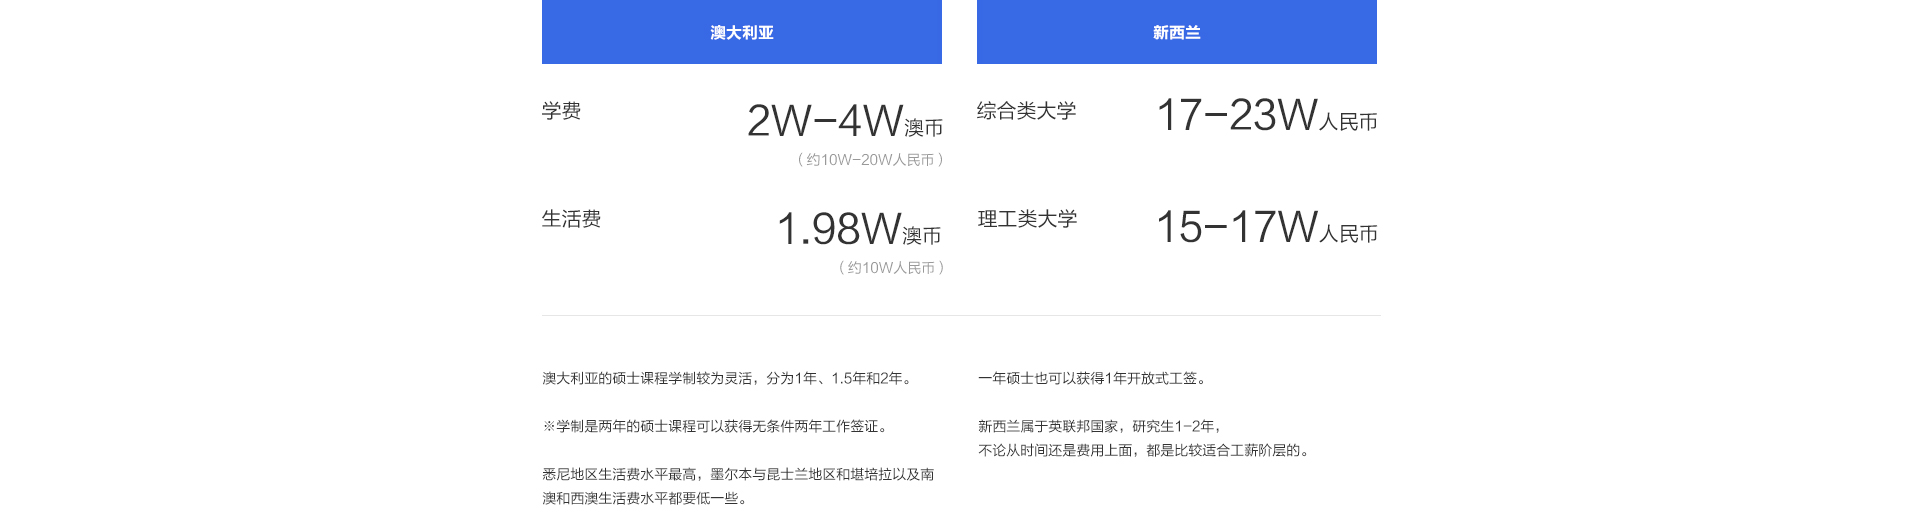 澳大利亚
学费
2W-4W澳币
（约10W-20W人民币）
生活费
1.98W澳币
（约10W人民币）
新西兰
综合类大学
17-23W人民币
理工类大学
15-17W人民币
澳大利亚的硕士课程学制较为灵活，分为1年、1.5年和2年。
※学制是两年的硕士课程可以获得无条件两年工作签证。
悉尼地区生活费水平最高，墨尔本与昆士兰地区和堪培拉以及南
澳和西澳生活费水平都要低一些。
一年硕士也可以获得1年开放式工签。
新西兰属于英联邦国家，研究生1-2年，
不论从时间还是费用上面，都是比较适合工薪阶层的。